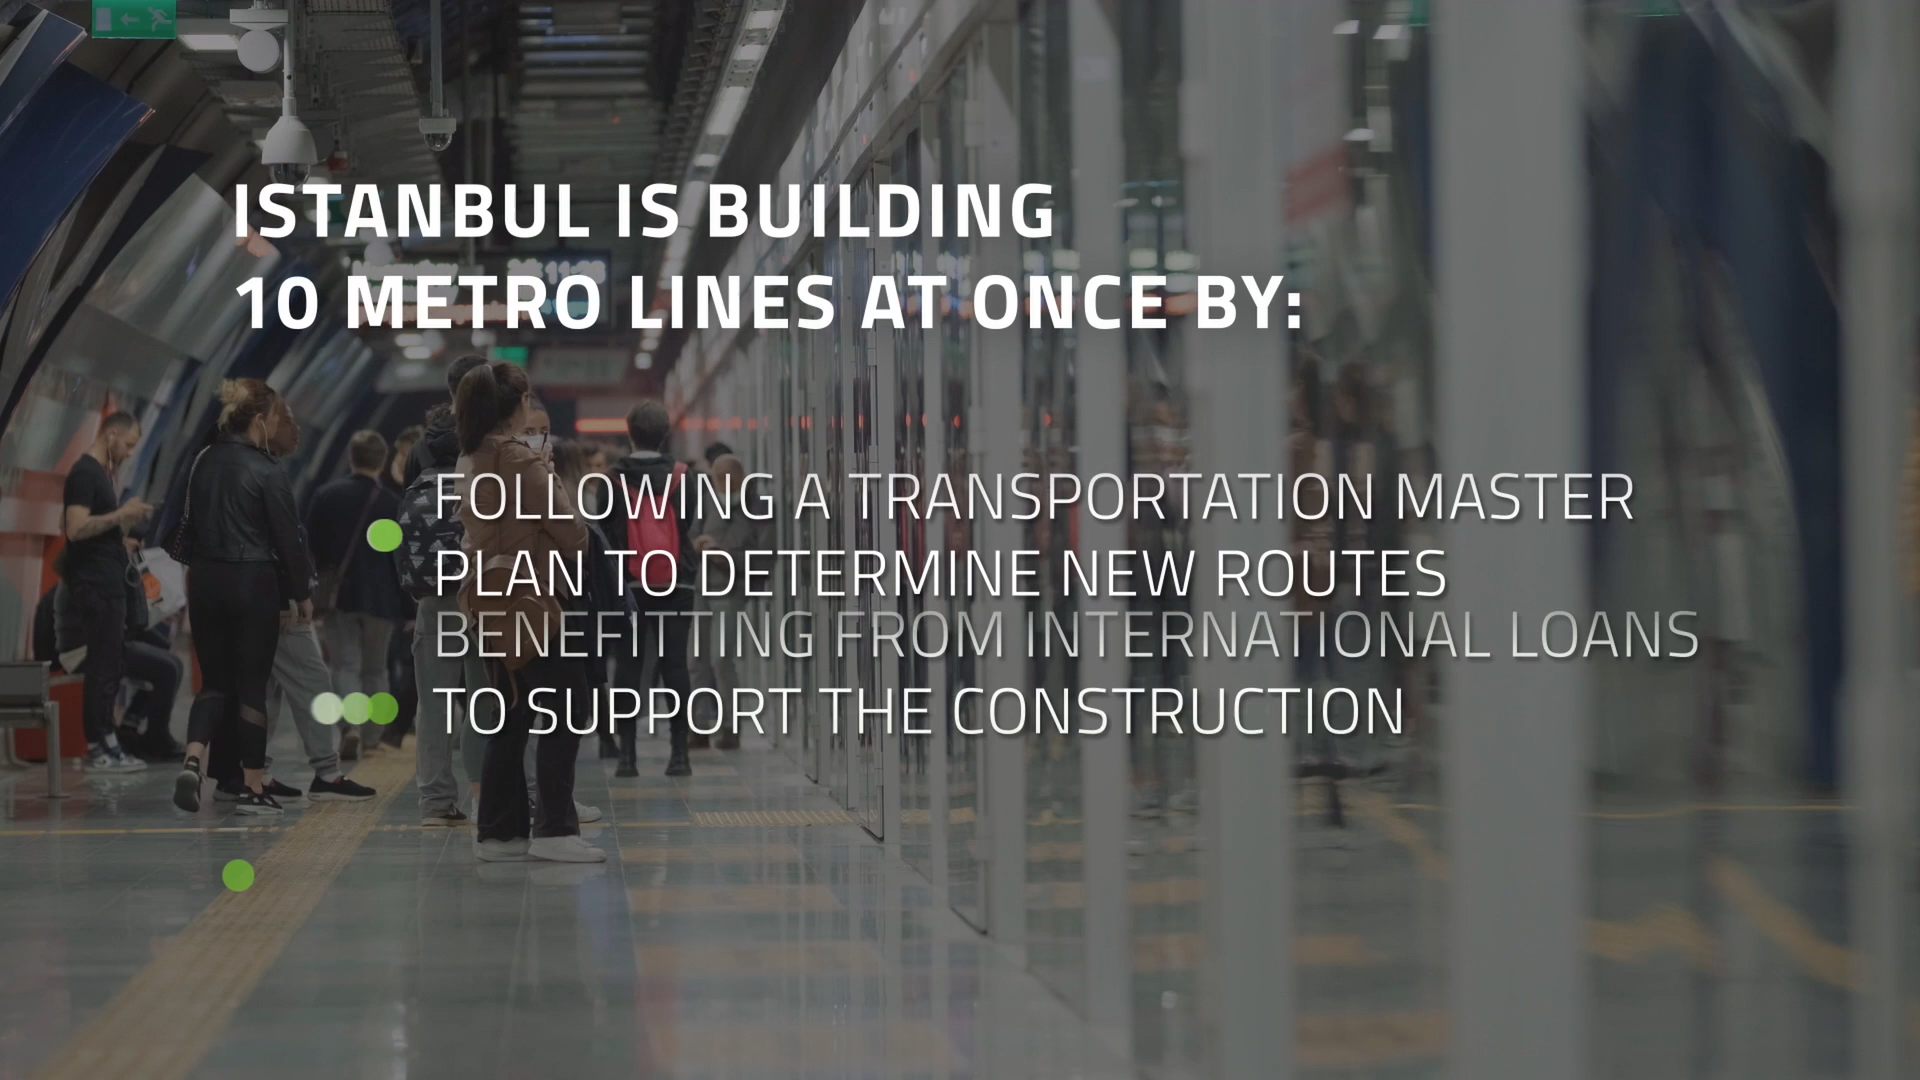 ISTANBUL IS BUILDING
10 METRO LINES AT ONCE BY:
FOLLOWING A TRANSPORTATION MASTER
PLAN TO DETERMINE NEW ROUTES
BENEFITTING FROM INTERNATIONAL LOANS
TO SUPPORT THE CONSTRUCTION